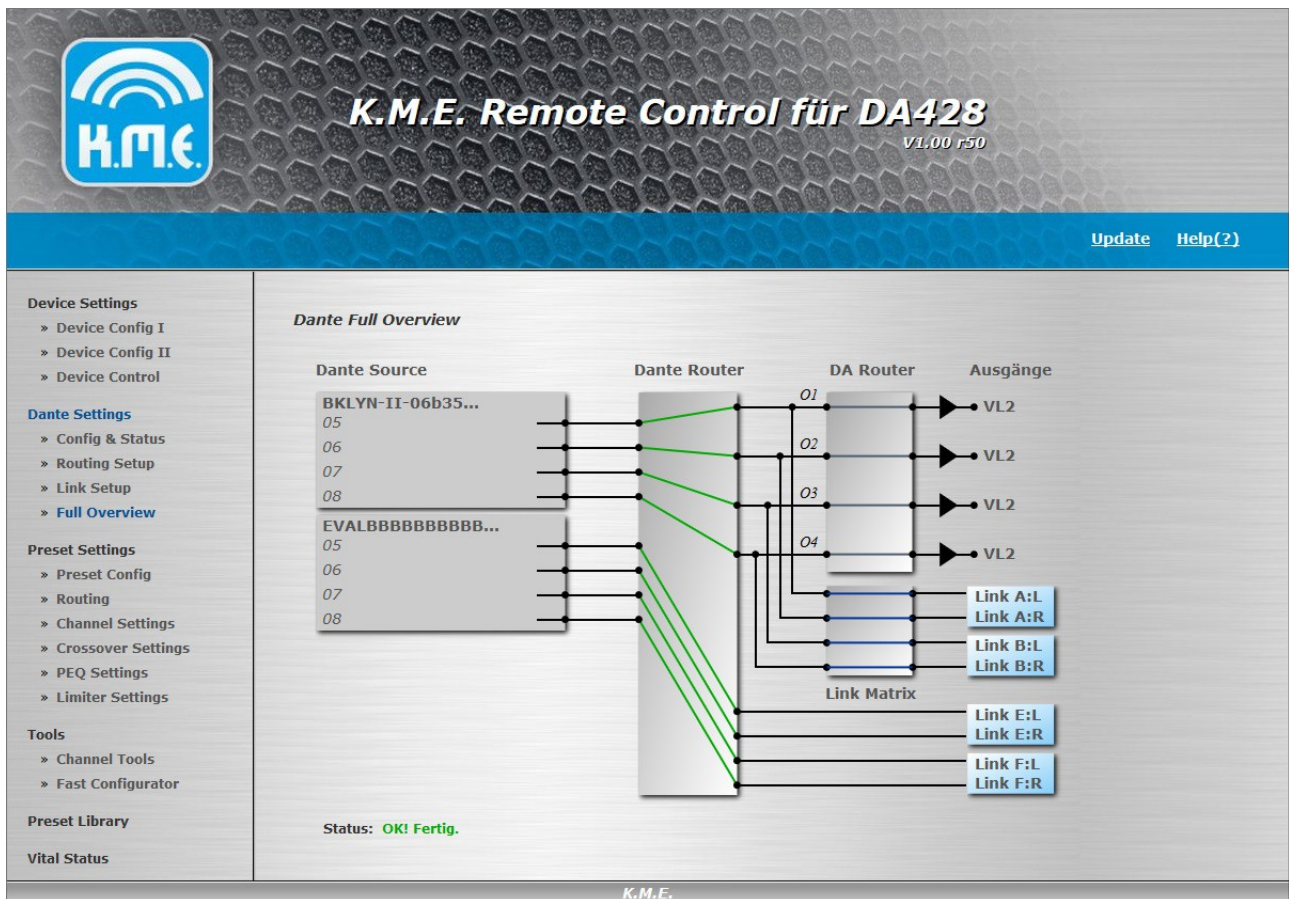 K.M.E.
K.M.E. Remote Control für DA428
V1.00 r50
Update Help(?)
Device Settings
» Device Config I
» Device Config II
» Device Control
Dante Settings
» Config & Status
» Routing Setup
» Link Setup
» Full Overview
Preset Settings
» Preset Config
» Routing
» Channel Settings
» Crossover Settings
» PEQ Settings
» Limiter Settings
Tools
» Channel Tools
» Fast Configurator
Preset Library
Vital Status
Dante Full Overview
Dante Source Dante Router DA Router Ausgänge
BKLYN-II-06b35...
05
06
07
08
EVALBBBBBBBBBB...
05
06
07
08
O1
O2
O3
O4
VL2
VL2
VL2
VL2
Link A:L
Link A:R
Link B:L
Link B:R
Link Matrix
Link E:L
Link E:R
Link F:L
Link F:R
Status: OK! Fertig.
K.M.E.